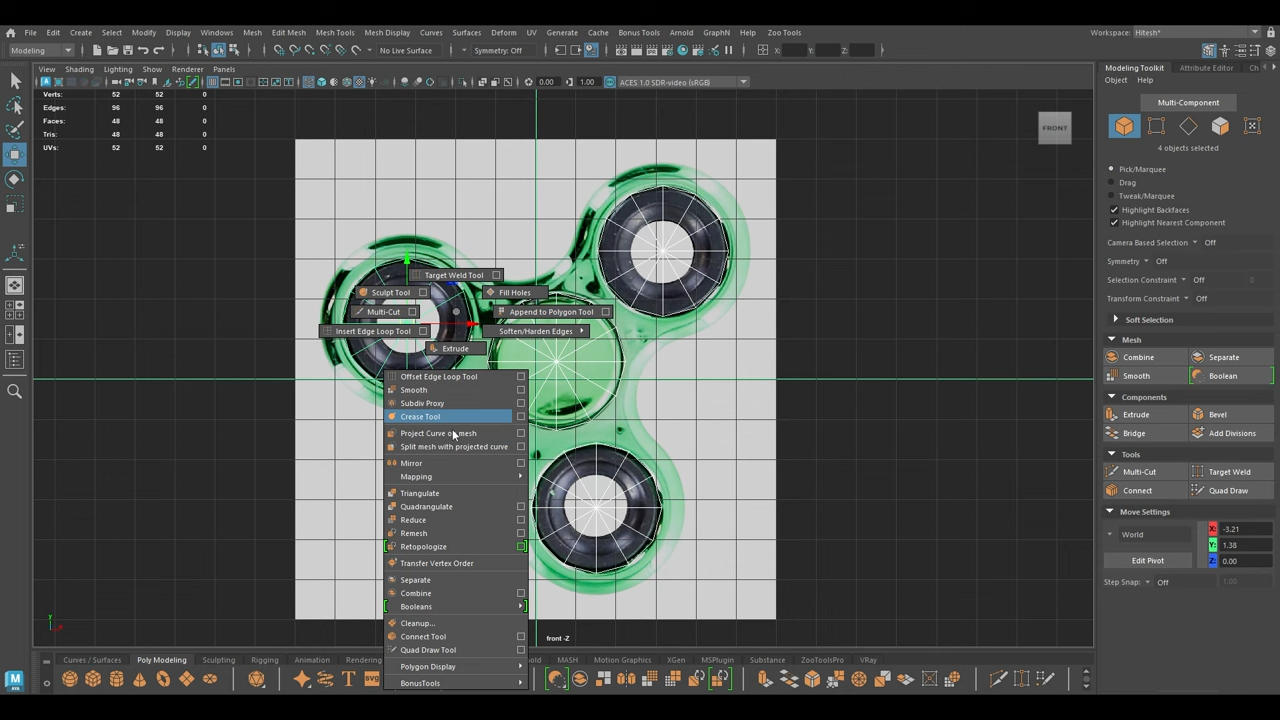 File Edit Create Select Modify Display Windows Mesh Edit Mesh Mesh Tools Mesh Display Curves Surfaces Deform UV Generate Cache Bonus Tools Arnold GraphN Help Zoo Tools Workspace: Hitesh*
Modeling No Live Surface Symmetry: Off X: Y: Z:
View Shading Lighting Show Renderer Panels
0.00 1.00 ACES 1.0 SDR-video (sRGB)
Verts: 52 52 0
Edges: 96 96 0
Faces: 48 48 0
Tris: 48 48 0
UVs: 52 52 0
FRONT
Target Weld Tool
Sculpt Tool Fill Holes
Multi-Cut Append to Polygon Tool
Insert Edge Loop Tool Soften/Harden Edges
Extrude
Offset Edge Loop Tool
Smooth
Subdiv Proxy
Crease Tool
Project Curve on mesh
Split mesh with projected curve
Mirror
Mapping
Triangulate
Quadrangulate
Reduce
Remesh
Retopologize
Transfer Vertex Order
Separate
Combine
Booleans
Cleanup...
Connect Tool
Quad Draw Tool
Polygon Display
BonusTools
front -Z
Modeling Toolkit Attribute Editor Ch
Object Help
Multi-Component
4 objects selected
Pick/Marquee
Drag
Tweak/Marquee
Highlight Backfaces
Highlight Nearest Component
Camera Based Selection Off
Symmetry Off
Selection Constraint Off
Transform Constraint Off
Soft Selection
Mesh
Combine Separate
Smooth Boolean
Components
Extrude Bevel
Bridge Add Divisions
Tools
Multi-Cut Target Weld
Connect Quad Draw
Move Settings
World X: -3.21
Y: 1.38
Edit Pivot Z: 0.00
Step Snap: Off
Curves / Surfaces Poly Modeling Sculpting Rigging Animation Rendering MASH Motion Graphics XGen MSPlugin Substance ZooToolsPro VRay
T SVG
M